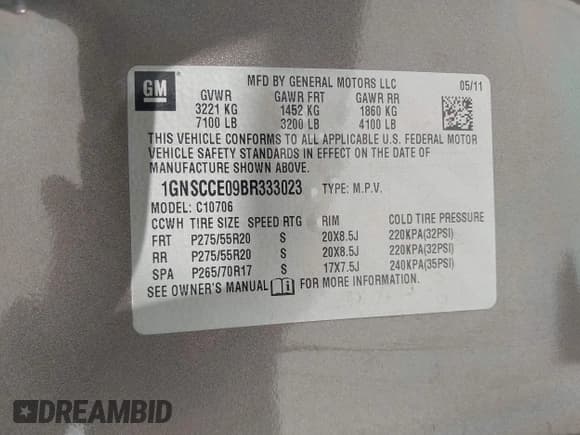 GM
MFD BY GENERAL MOTORS LLC 05/11
GVWR GAWR FRT GAWR RR
3221 KG 1452 KG 1860 KG
7100 LB 3200 LB 4100 LB
THIS VEHICLE CONFORMS TO ALL APPLICABLE U.S. FEDERAL MOTOR
VEHICLE SAFETY STANDARDS IN EFFECT ON THE DATE OF
MANUFACTURE SHOWN ABOVE.
1GNSCCE09BR333023 TYPE: M.P.V.
MODEL: C10706
CCWH TIRE SIZE SPEED RTG RIM COLD TIRE PRESSURE
FRT P275/55R20 S 20X8.5J 220KPA(32PSI)
RR P275/55R20 S 20X8.5J 220KPA(32PSI)
SPA P265/70R17 S 17X7.5J 240KPA(35PSI)
SEE OWNER'S MANUAL FOR MORE INFORMATION.
DREAMBID